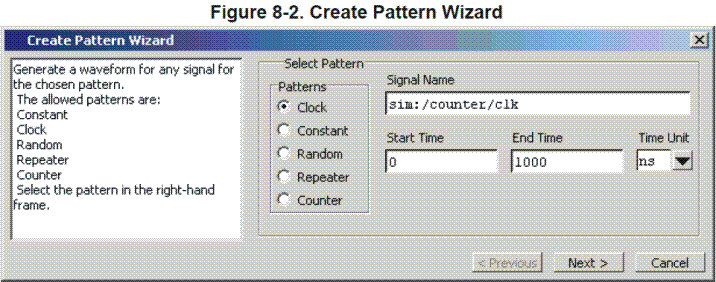 Figure 8-2. Create Pattern Wizard
Create Pattern Wizard
Generate a waveform for any signal for
the chosen pattern.
The allowed patterns are:
Constant
Clock
Random
Repeater
Counter
Select the pattern in the right-hand
frame.
Select Pattern
Patterns
Clock
Constant
Random
Repeater
Counter
Signal Name
sim:/counter/clk
Start Time
0
End Time
1000
Time Unit
ns
< Previous
Next >
Cancel